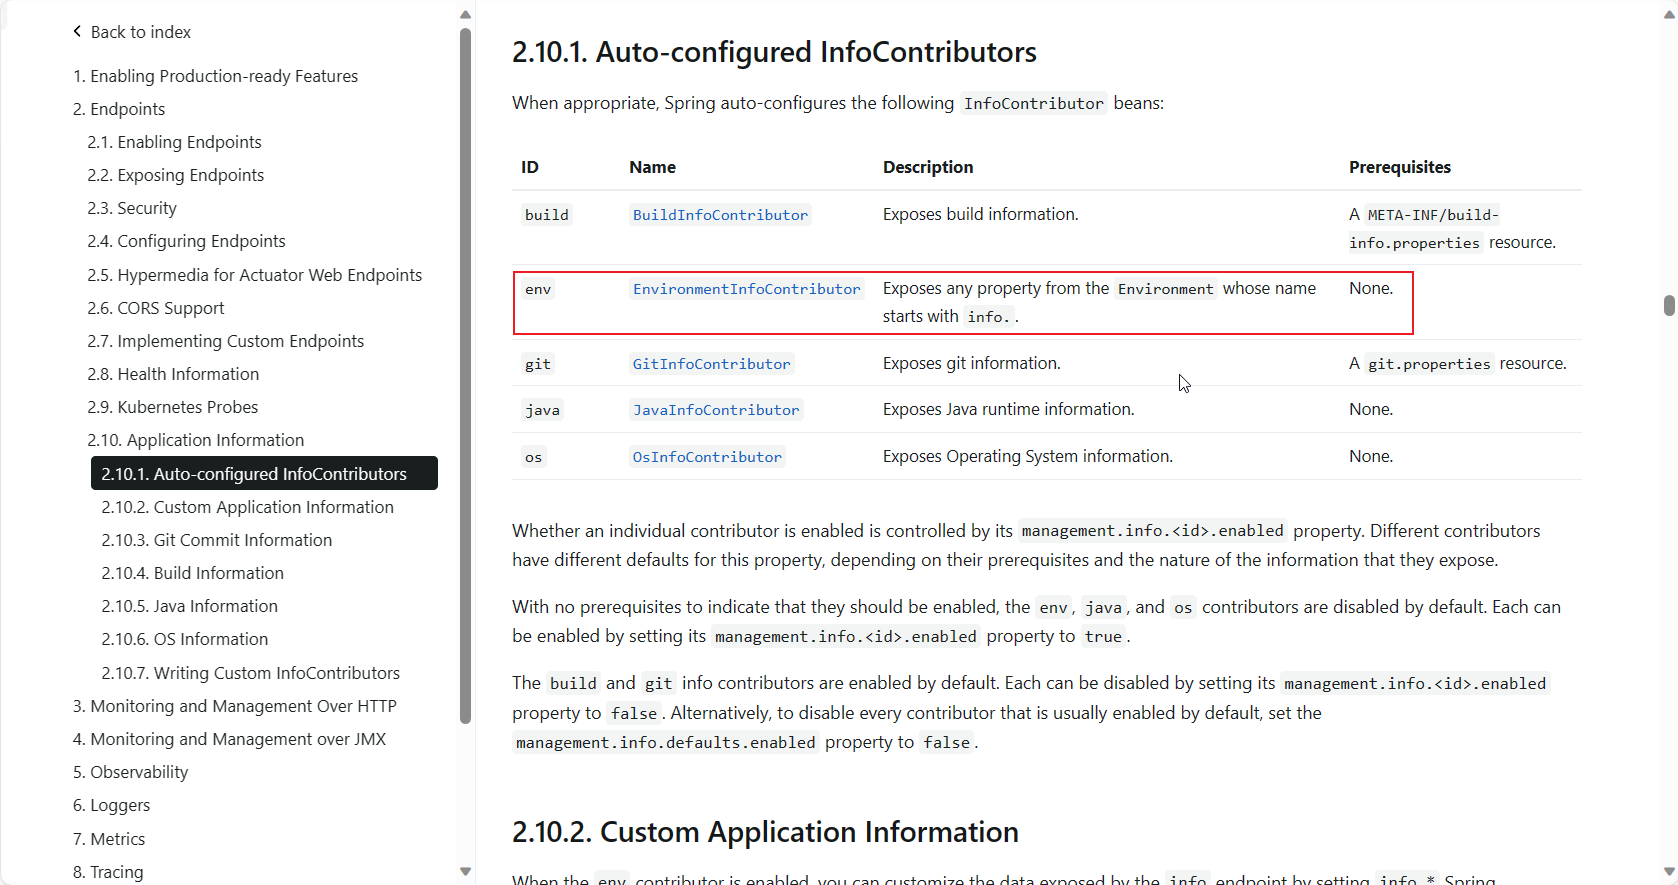 Back to index
1. Enabling Production-ready Features
2. Endpoints
2.1. Enabling Endpoints
2.2. Exposing Endpoints
2.3. Security
2.4. Configuring Endpoints
2.5. Hypermedia for Actuator Web Endpoints
2.6. CORS Support
2.7. Implementing Custom Endpoints
2.8. Health Information
2.9. Kubernetes Probes
2.10. Application Information
2.10.1. Auto-configured InfoContributors
2.10.2. Custom Application Information
2.10.3. Git Commit Information
2.10.4. Build Information
2.10.5. Java Information
2.10.6. OS Information
2.10.7. Writing Custom InfoContributors
3. Monitoring and Management Over HTTP
4. Monitoring and Management over JMX
5. Observability
6. Loggers
7. Metrics
8. Tracing
2.10.1. Auto-configured InfoContributors
When appropriate, Spring auto-configures the following InfoContributor beans:
ID Name Description Prerequisites
build BuildInfoContributor Exposes build information. A META-INF/build-
info.properties resource.
env EnvironmentInfoContributor Exposes any property from the Environment whose name None.
starts with info. .
git GitInfoContributor Exposes git information. A git.properties resource.
java JavaInfoContributor Exposes Java runtime information. None.
os OsInfoContributor Exposes Operating System information. None.
Whether an individual contributor is enabled is controlled by its management.info.<id>.enabled property. Different contributors
have different defaults for this property, depending on their prerequisites and the nature of the information that they expose.
With no prerequisites to indicate that they should be enabled, the env, java, and os contributors are disabled by default. Each can
be enabled by setting its management.info.<id>.enabled property to true.
The build and git info contributors are enabled by default. Each can be disabled by setting its management.info.<id>.enabled
property to false. Alternatively, to disable every contributor that is usually enabled by default, set the
management.info.defaults.enabled property to false.
2.10.2. Custom Application Information
When the env contributor is enabled, you can customize the data exposed by the info endpoint by setting info.* Spring